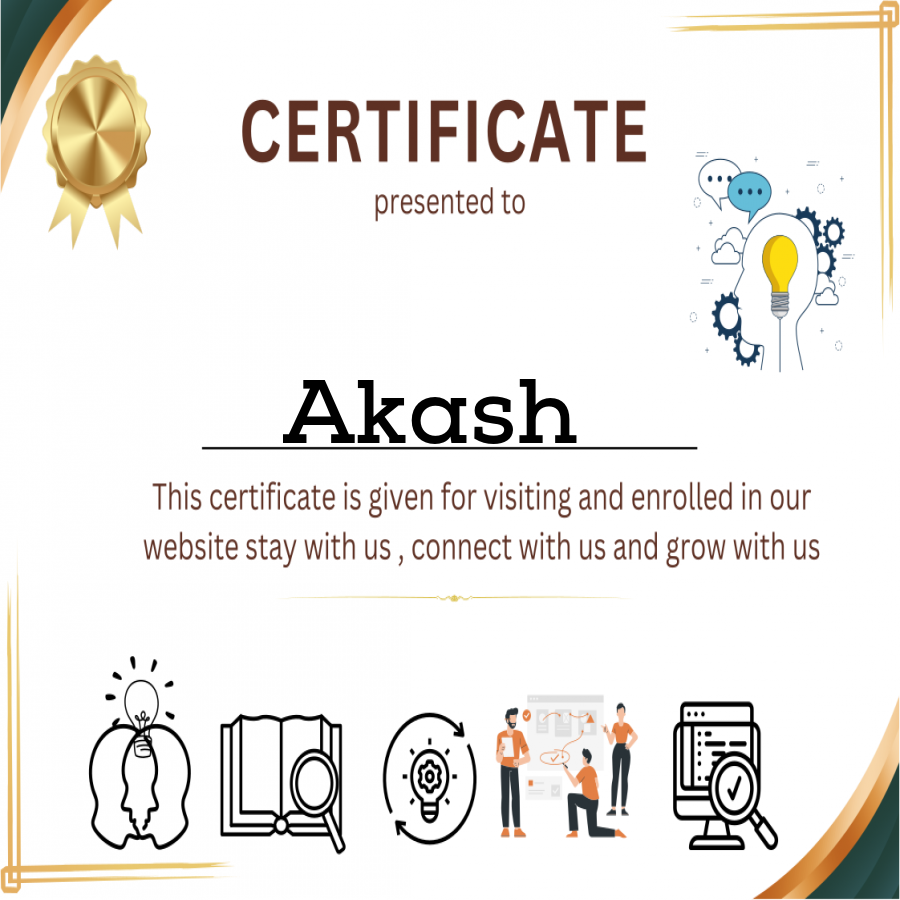 CERTIFICATE
presented to
Akash
This certificate is given for visiting and enrolled in our
website stay with us , connect with us and grow with us